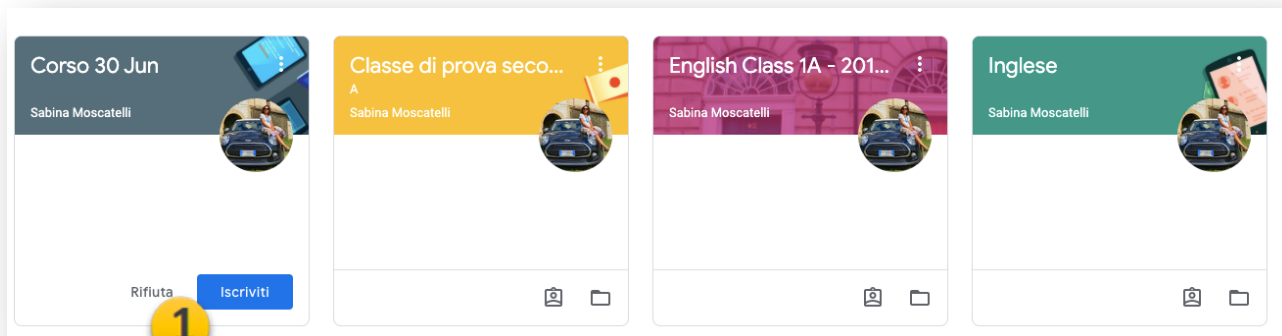 Corso 30 Jun
Sabina Moscatelli
Rifiuta
Iscriviti
1
Classe di prova seco...
A
Sabina Moscatelli
English Class 1A - 201...
Sabina Moscatelli
Inglese
Sabina Moscatelli